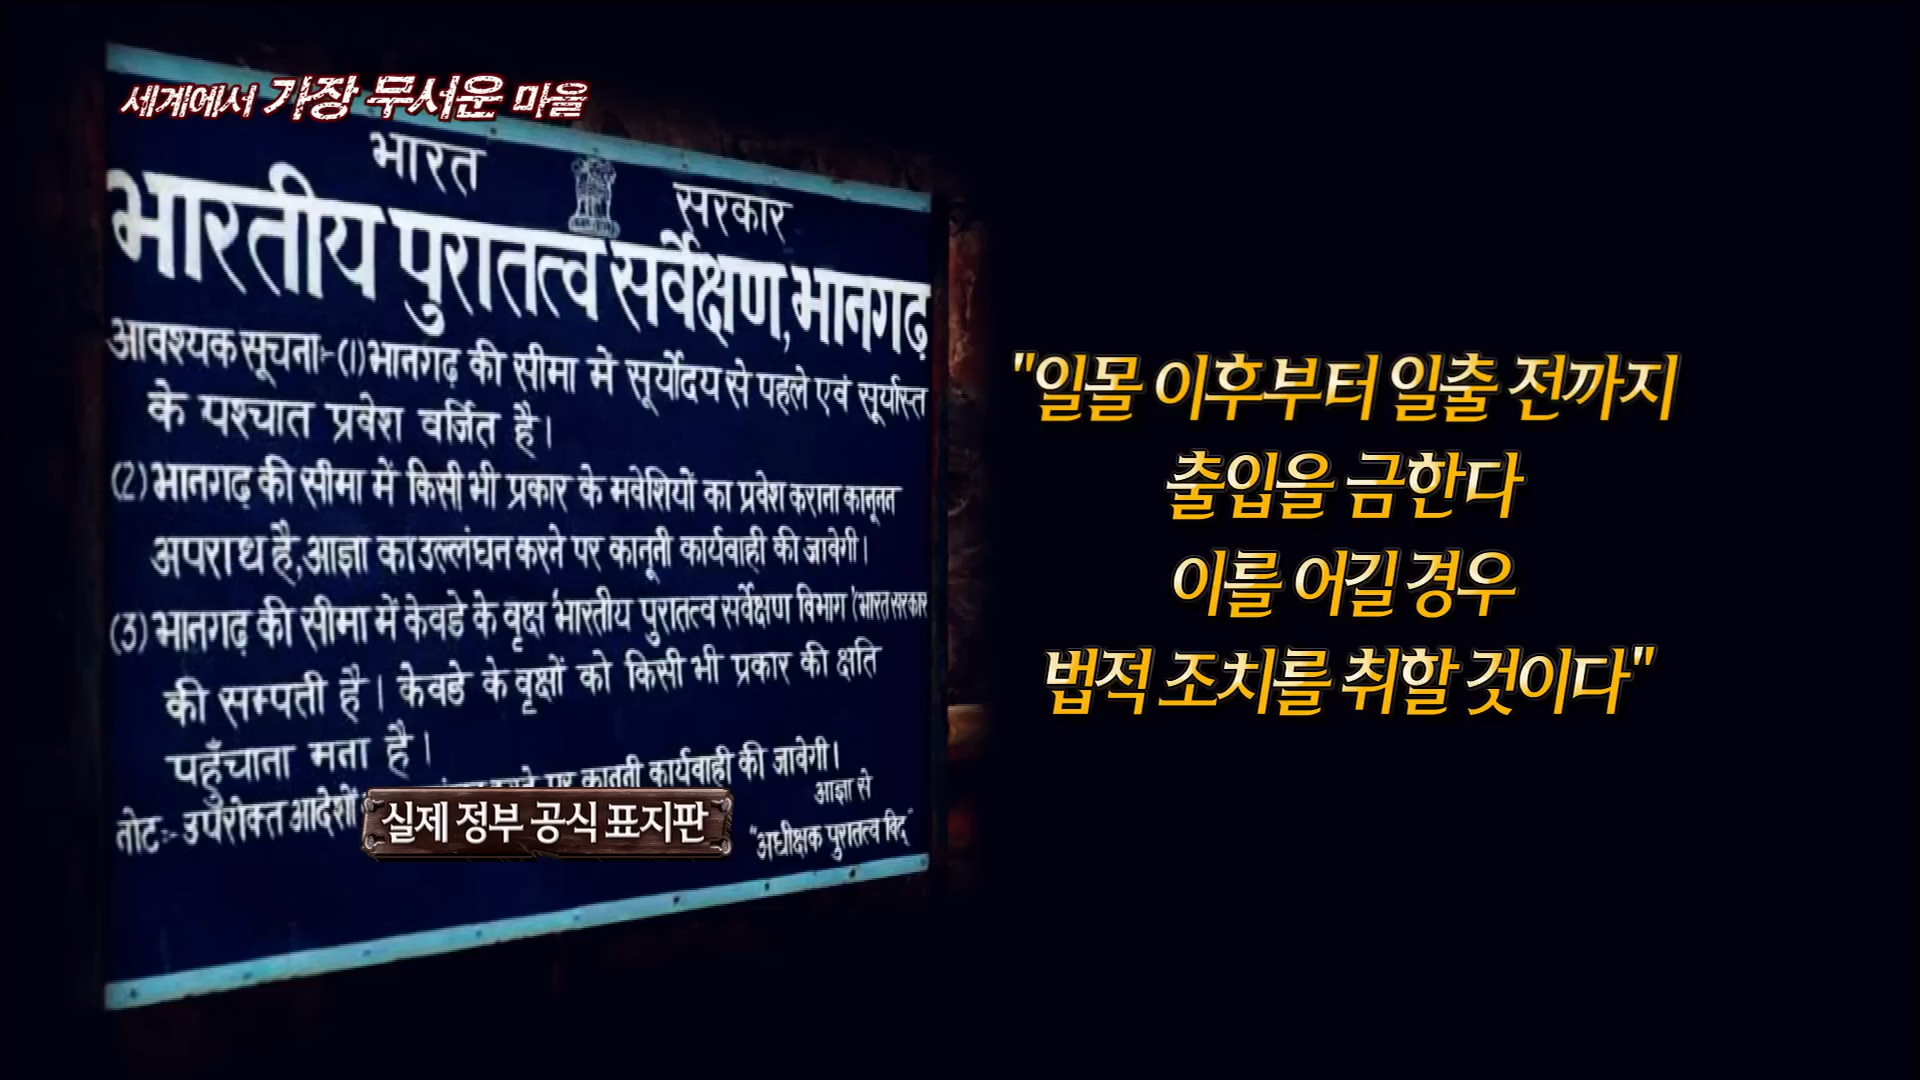 세계에서 가장 무서운 마을
भारत सरकार
भारतीय पुरातत्व सर्वेक्षण, भानगढ़
आवश्यक सूचना:- (1) भानगढ़ की सीमा में सूर्योदय से पहले एवं सूर्यास्त
के पश्चात प्रवेश वर्जित है।
(2) भानगढ़ की सीमा में किसी भी प्रकार के मवेशियों का प्रवेश कराना कानूनन
अपराध है, आज्ञा का उल्लंघन करने पर कानूनी कार्यवाही की जावेगी।
(3) भानगढ़ की सीमा में केवडे के वृक्ष भारतीय पुरातत्व सर्वेक्षण विभाग (भारत सरकार
की सम्पती है। केवडे के वृक्षों को किसी भी प्रकार की क्षति
पहुँचाना मना है।
नोट:- उपरोक्त आदेशों पर कानूनी कार्यवाही की जावेगी।
आज्ञा से
"अधीक्षक पुरातत्व विद्"
실제 정부 공식 표지판
"일몰 이후부터 일출 전까지
출입을 금한다
이를 어길 경우
법적 조치를 취할 것이다"